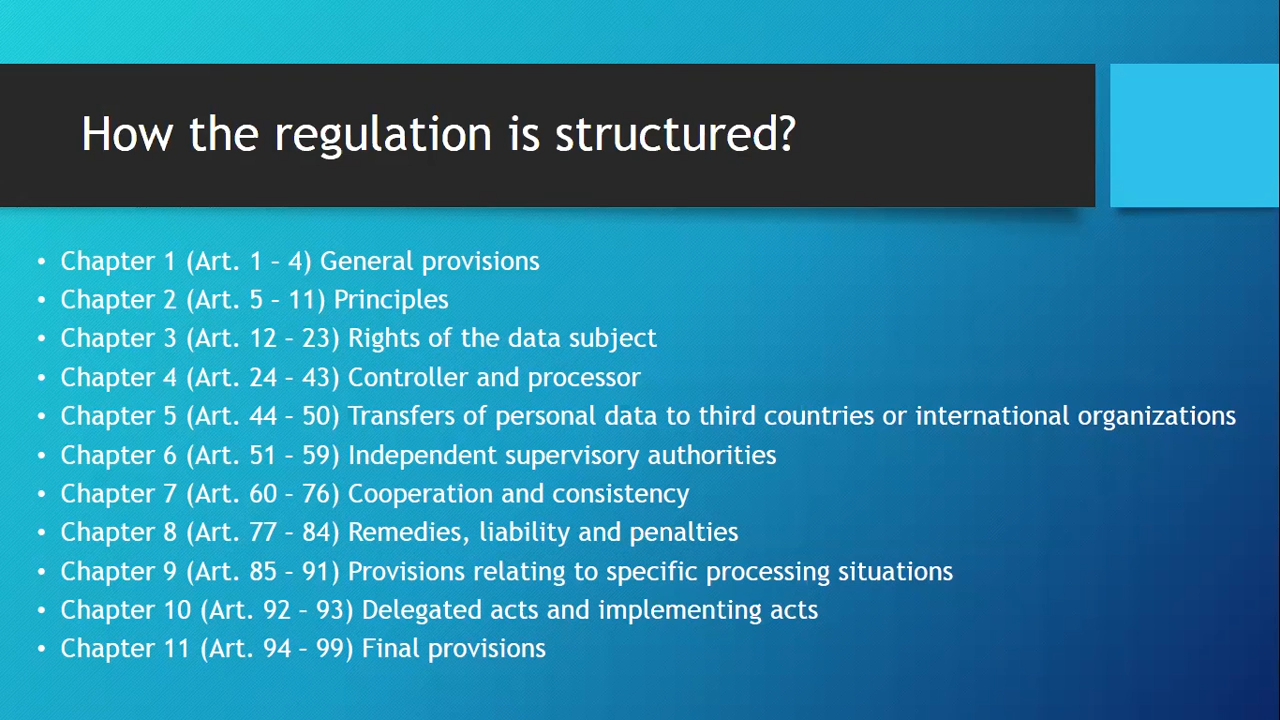 How the regulation is structured?
• Chapter 1 (Art. 1 – 4) General provisions
• Chapter 2 (Art. 5 – 11) Principles
• Chapter 3 (Art. 12 – 23) Rights of the data subject
• Chapter 4 (Art. 24 – 43) Controller and processor
• Chapter 5 (Art. 44 – 50) Transfers of personal data to third countries or international organizations
• Chapter 6 (Art. 51 – 59) Independent supervisory authorities
• Chapter 7 (Art. 60 – 76) Cooperation and consistency
• Chapter 8 (Art. 77 – 84) Remedies, liability and penalties
• Chapter 9 (Art. 85 – 91) Provisions relating to specific processing situations
• Chapter 10 (Art. 92 – 93) Delegated acts and implementing acts
• Chapter 11 (Art. 94 – 99) Final provisions